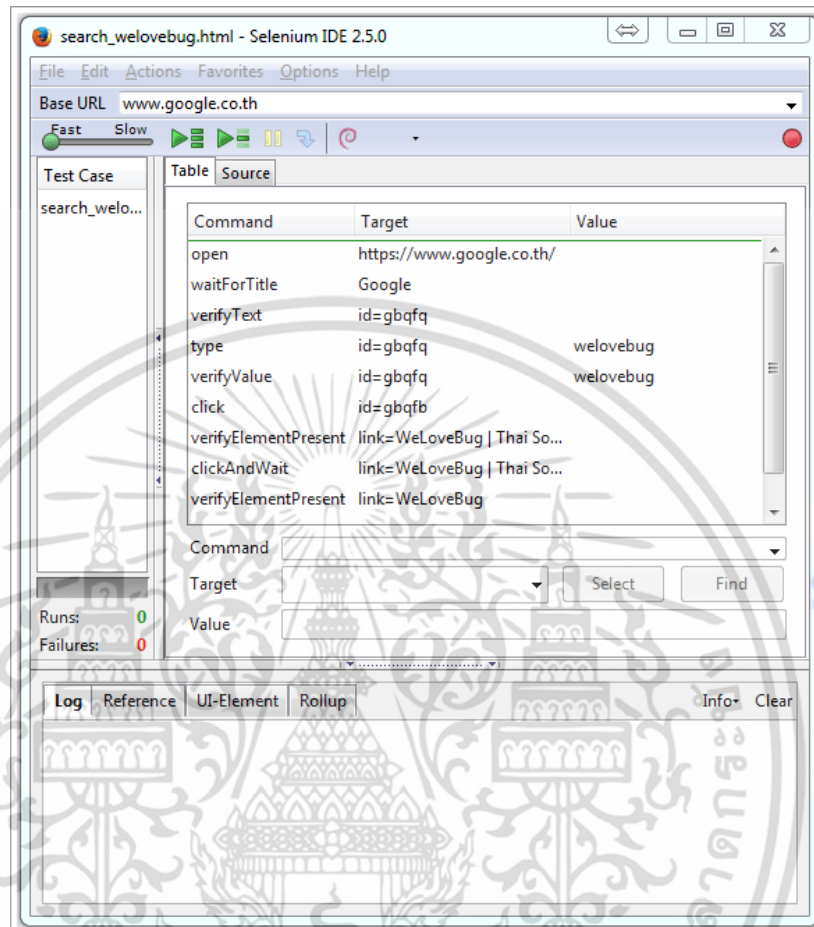 search_welovebug.html - Selenium IDE 2.5.0
File Edit Actions Favorites Options Help
Base URL www.google.co.th
Fast Slow
Test Case
Table Source
search_welo...
Command Target Value
open https://www.google.co.th/
waitForTitle Google
verifyText id=gbqfq
type id=gbqfq welovebug
verifyValue id=gbqfq welovebug
click id=gbqfb
verifyElementPresent link=WeLoveBug | Thai So...
clickAndWait link=WeLoveBug | Thai So...
verifyElementPresent link=WeLoveBug
Command
Target Select Find
Value
Runs: 0
Failures: 0
Log Reference UI-Element Rollup Info Clear